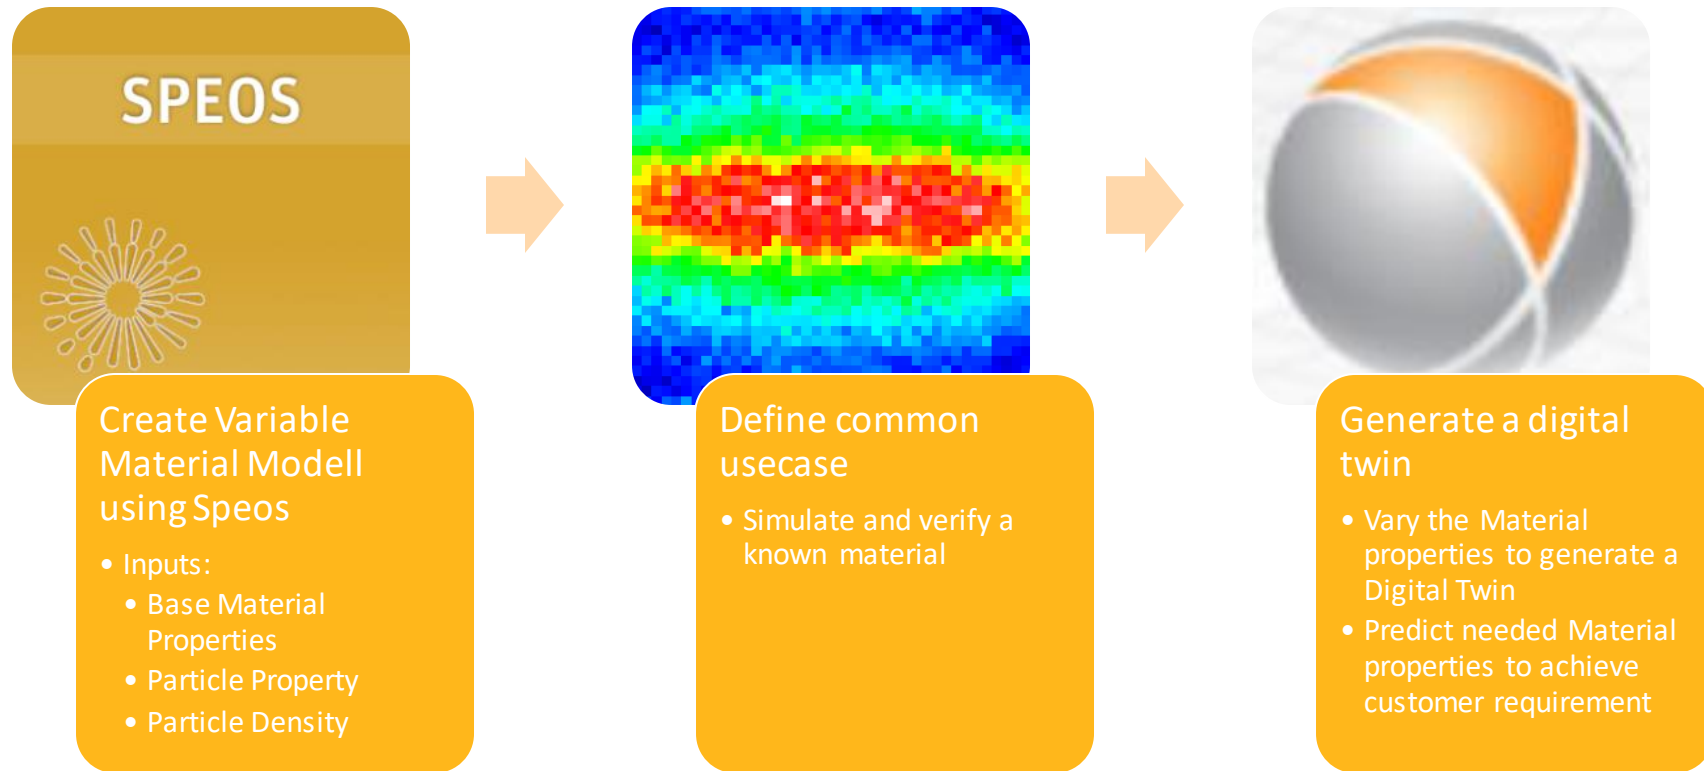 SPEOS
Create Variable
Material Modell
using Speos
• Inputs:
• Base Material
Properties
• Particle Property
• Particle Density
Define common
usecase
• Simulate and verify a
known material
Generate a digital
twin
• Vary the Material
properties to generate a
Digital Twin
• Predict needed Material
properties to achieve
customer requirement